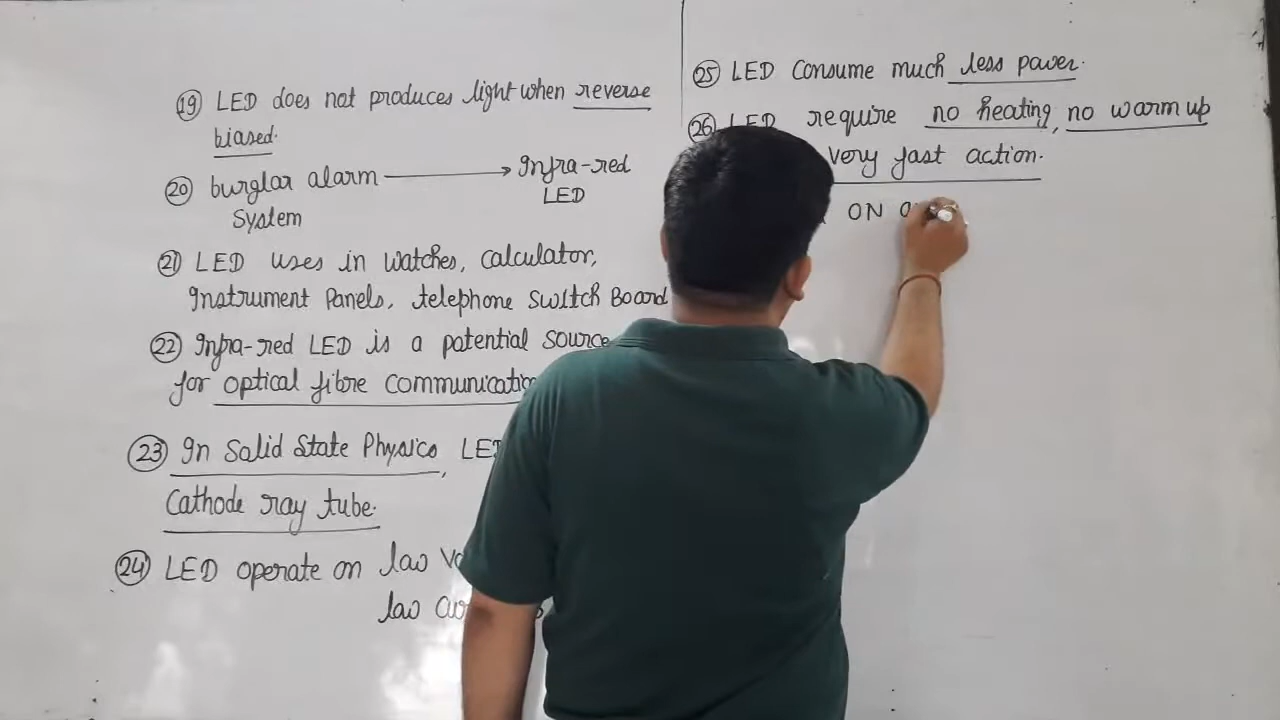 19 LED does not produces light when reverse
biased.
20 burglar alarm → Infra-red
System LED
21 LED uses in watches, calculator,
Instrument Panels, telephone switch Board
22 Infra-red LED is a potential source
for optical fibre
23 In Solid State Physics,
Cathode ray tube.
24 LED operate on low
low
25 LED Consume much less power.
26 LED require no heating, no warm up
very fast action.
ON